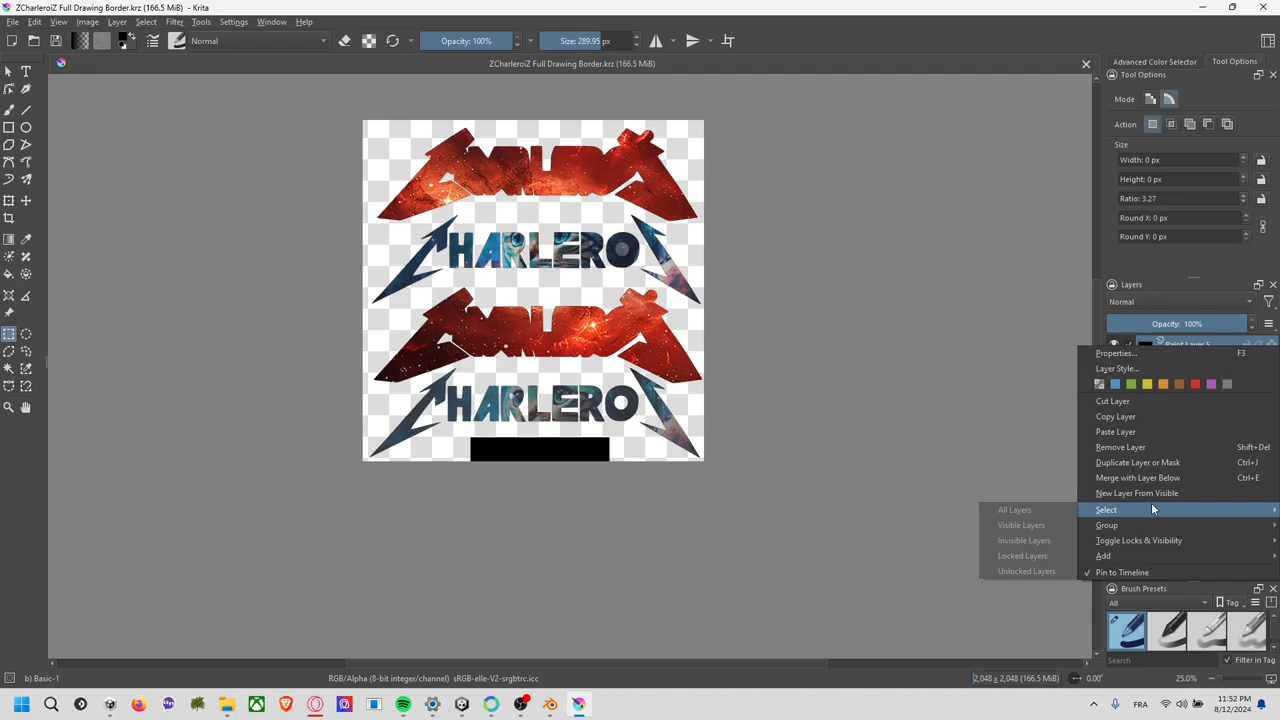 ZCharleroiZ Full Drawing Border.krz (166.5 MiB) - Krita
File Edit View Image Layer Select Filter Tools Settings Window Help
Normal Opacity: 100% Size: 289.95 px
ZCharleroiZ Full Drawing Border.krz (166.5 MiB)
Advanced Color Selector Tool Options
Tool Options
Mode
Action
Size
Width: 0 px
Height: 0 px
Ratio: 3.27
Round X: 0 px
Round Y: 0 px
HARLERO
HARLERO
Layers
Normal
Opacity: 100%
Paint Layer 5
Properties... F3
Layer Style...
Cut Layer
Copy Layer
Paste Layer
Remove Layer Shift+Del
Duplicate Layer or Mask Ctrl+J
Merge with Layer Below Ctrl+E
New Layer From Visible
Select
Group
Toggle Locks & Visibility
Add
Pin to Timeline
All Layers
Visible Layers
Invisible Layers
Locked Layers
Unlocked Layers
Brush Presets
All Tag
Search Filter in Tag
b) Basic-1 RGB/Alpha (8-bit integer/channel) sRGB-elle-V2-srgbtrc.icc 2,048 x 2,048 (166.5 MiB) 0.00° 25.0%
FRA 11:52 PM
8/12/2024